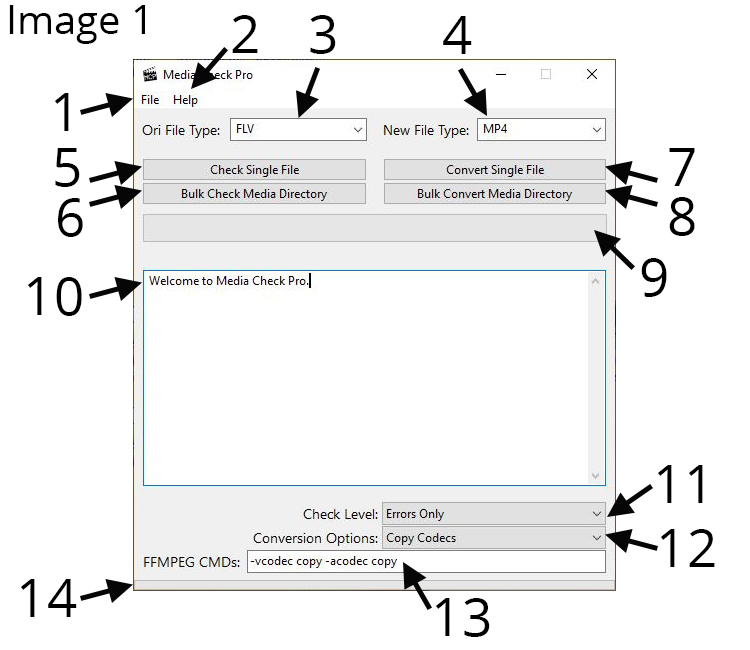 Image 1
2
3
4
Media Check Pro
1
File Help
Ori File Type: FLV
New File Type: MP4
5
Check Single File
Convert Single File
7
6
Bulk Check Media Directory
Bulk Convert Media Directory
8
9
10
Welcome to Media Check Pro.
11
Check Level: Errors Only
Conversion Options: Copy Codecs
12
FFMPEG CMDs: -vcodec copy -acodec copy
14
13